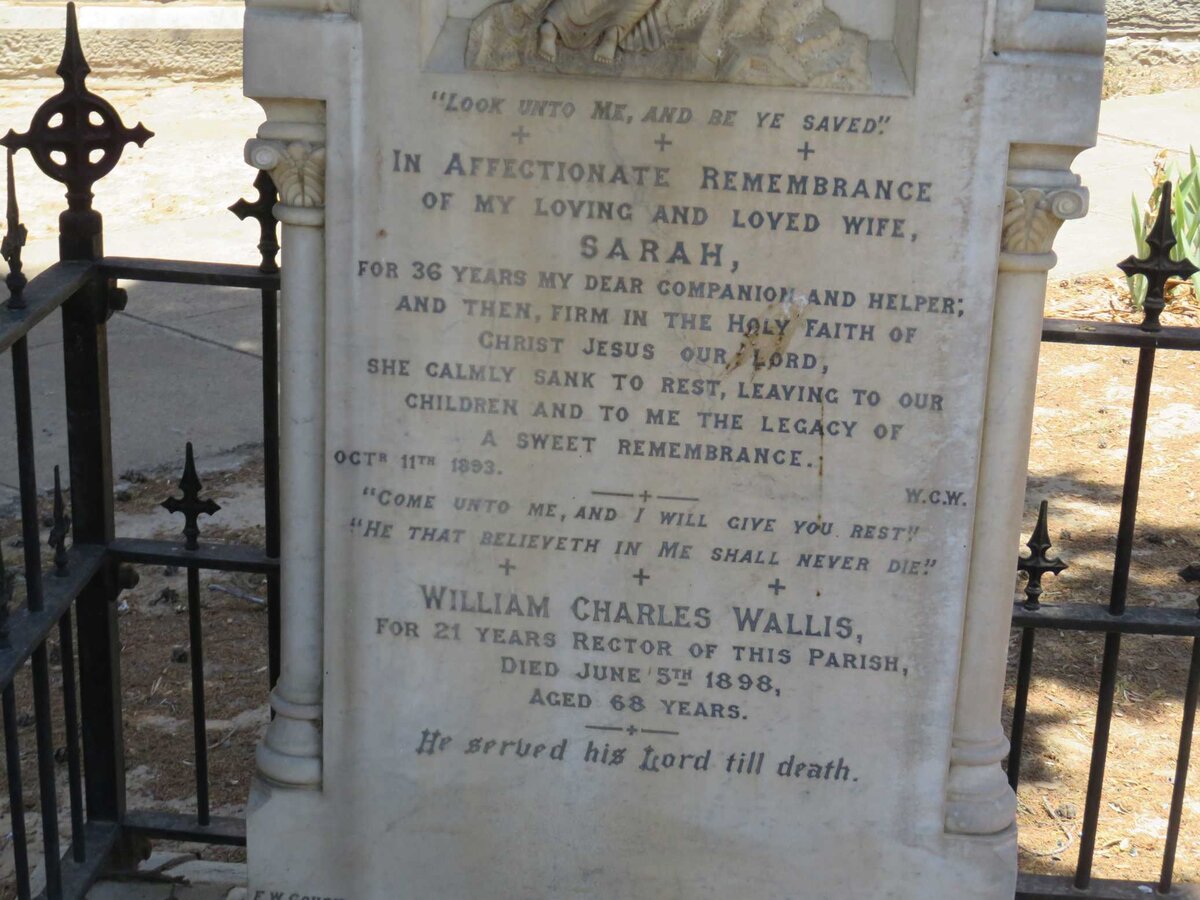 "LOOK UNTO ME, AND BE YE SAVED."
IN AFFECTIONATE REMEMBRANCE
OF MY LOVING AND LOVED WIFE,
SARAH,
FOR 36 YEARS MY DEAR COMPANION AND HELPER;
AND THEN, FIRM IN THE HOLY FAITH OF
CHRIST JESUS OUR LORD,
SHE CALMLY SANK TO REST, LEAVING TO OUR
CHILDREN AND TO ME THE LEGACY OF
A SWEET REMEMBRANCE.
OCTR 11TH 1893.
W.C.W.
"COME UNTO ME, AND I WILL GIVE YOU REST."
"HE THAT BELIEVETH IN ME SHALL NEVER DIE."
WILLIAM CHARLES WALLIS,
FOR 21 YEARS RECTOR OF THIS PARISH,
DIED JUNE 5TH 1898,
AGED 68 YEARS.
He served his Lord till death.